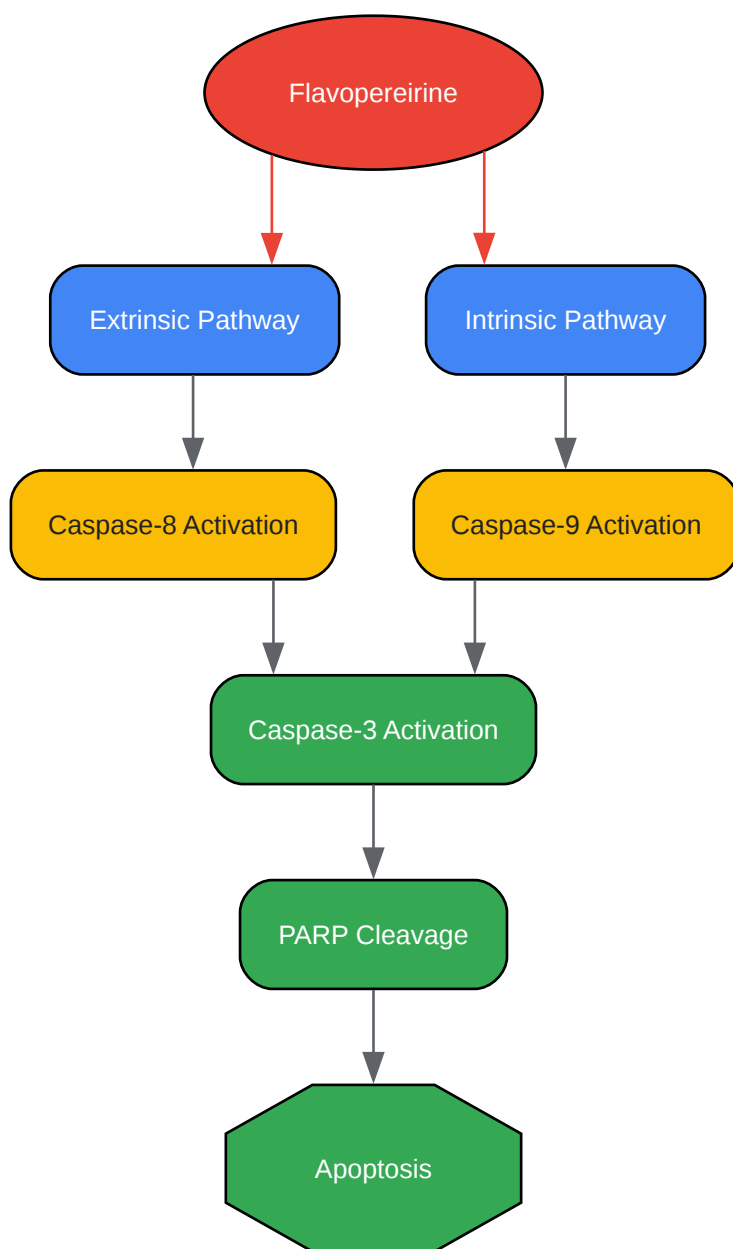 Flavopereirine
Extrinsic Pathway
Intrinsic Pathway
Caspase-8 Activation
Caspase-9 Activation
Caspase-3 Activation
PARP Cleavage
Apoptosis